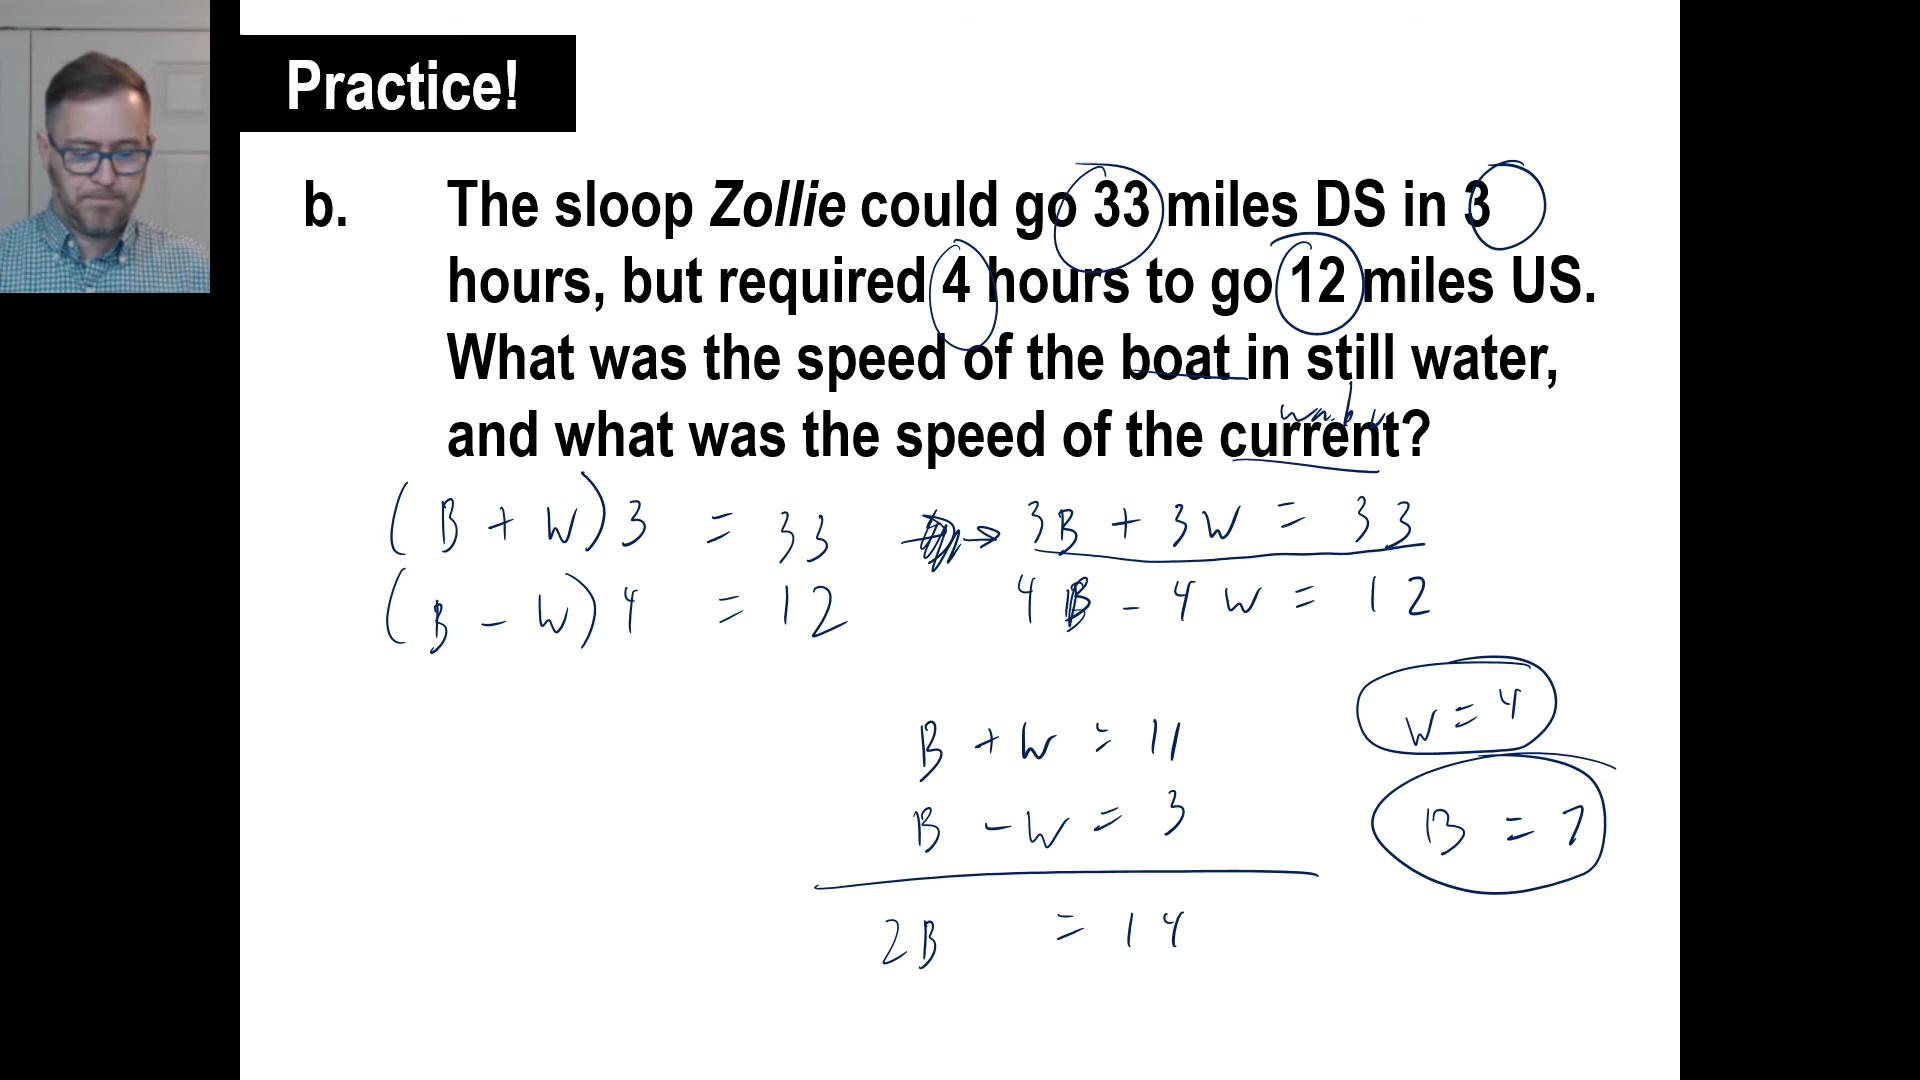 Practice!
b. The sloop Zollie could go 33 miles DS in 3
hours, but required 4 hours to go 12 miles US.
What was the speed of the boat in still water,
and what was the speed of the current?
(B + W)3 = 33 → 3B + 3W = 33
(B - W)4 = 12 4B - 4W = 12
B + W = 11 W = 4
B - W = 3 B = 7
2B = 14